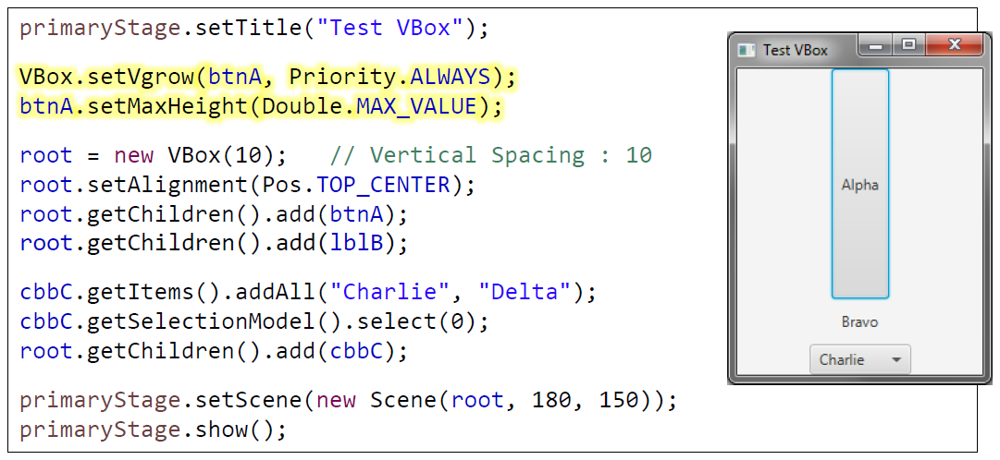 primaryStage.setTitle("Test VBox");
VBox.setVgrow(btnA, Priority.ALWAYS);
btnA.setMaxHeight(Double.MAX_VALUE);
root = new VBox(10);   // Vertical Spacing : 10
root.setAlignment(Pos.TOP_CENTER);
root.getChildren().add(btnA);
root.getChildren().add(lblB);
cbbC.getItems().addAll("Charlie", "Delta");
cbbC.getSelectionModel().select(0);
root.getChildren().add(cbbC);
primaryStage.setScene(new Scene(root, 180, 150));
primaryStage.show();
Test VBox
Alpha
Bravo
Charlie